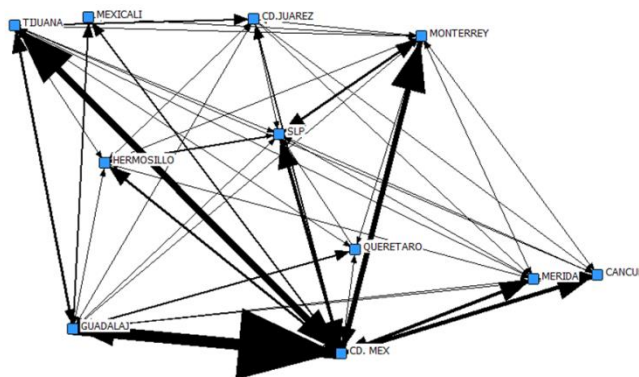 TIJUANA
MEXICALI
CD.JUAREZ
MONTERREY
SLP
HERMOSILLO
QUERETARO
MERIDA
CANCU
GUADALAJ
CD. MEX